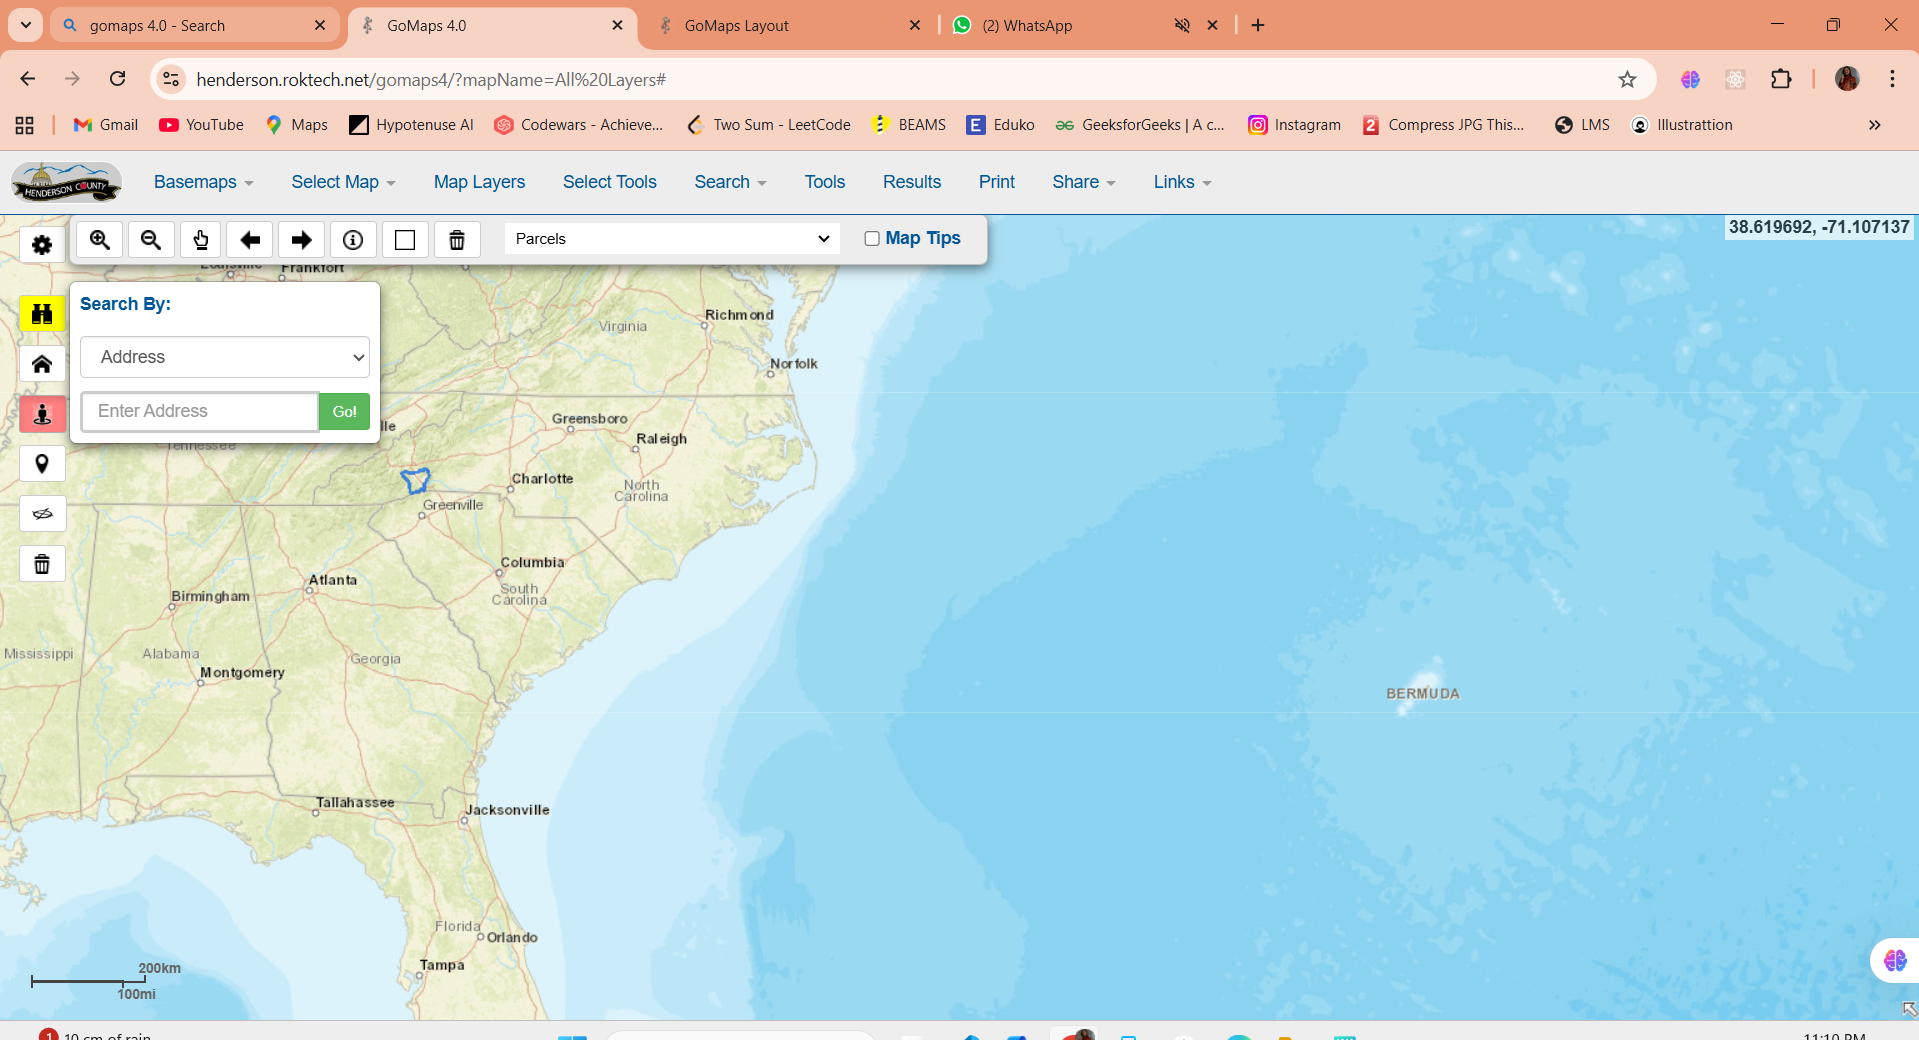 gomaps 4.0 - Search
GoMaps 4.0
GoMaps Layout
(2) WhatsApp
henderson.roktech.net/gomaps4/?mapName=All%20Layers#
Gmail
YouTube
Maps
Hypotenuse AI
Codewars - Achieve...
Two Sum - LeetCode
BEAMS
Eduko
GeeksforGeeks | A c...
Instagram
Compress JPG This...
LMS
Illustrattion
HENDERSON COUNTY
Basemaps
Select Map
Map Layers
Select Tools
Search
Tools
Results
Print
Share
Links
Parcels
Map Tips
38.619692, -71.107137
Louisville
Frankfort
Search By:
Address
Enter Address
Go!
Virginia
Richmond
Norfolk
lle
Tennessee
Greensboro
Raleigh
Charlotte
North
Carolina
Greenville
Columbia
South
Carolina
Atlanta
Birmingham
Mississippi
Alabama
Georgia
Montgomery
BERMUDA
Tallahassee
Jacksonville
Florida
Orlando
Tampa
200km
100mi
1
10 cm of rain
11:10 PM